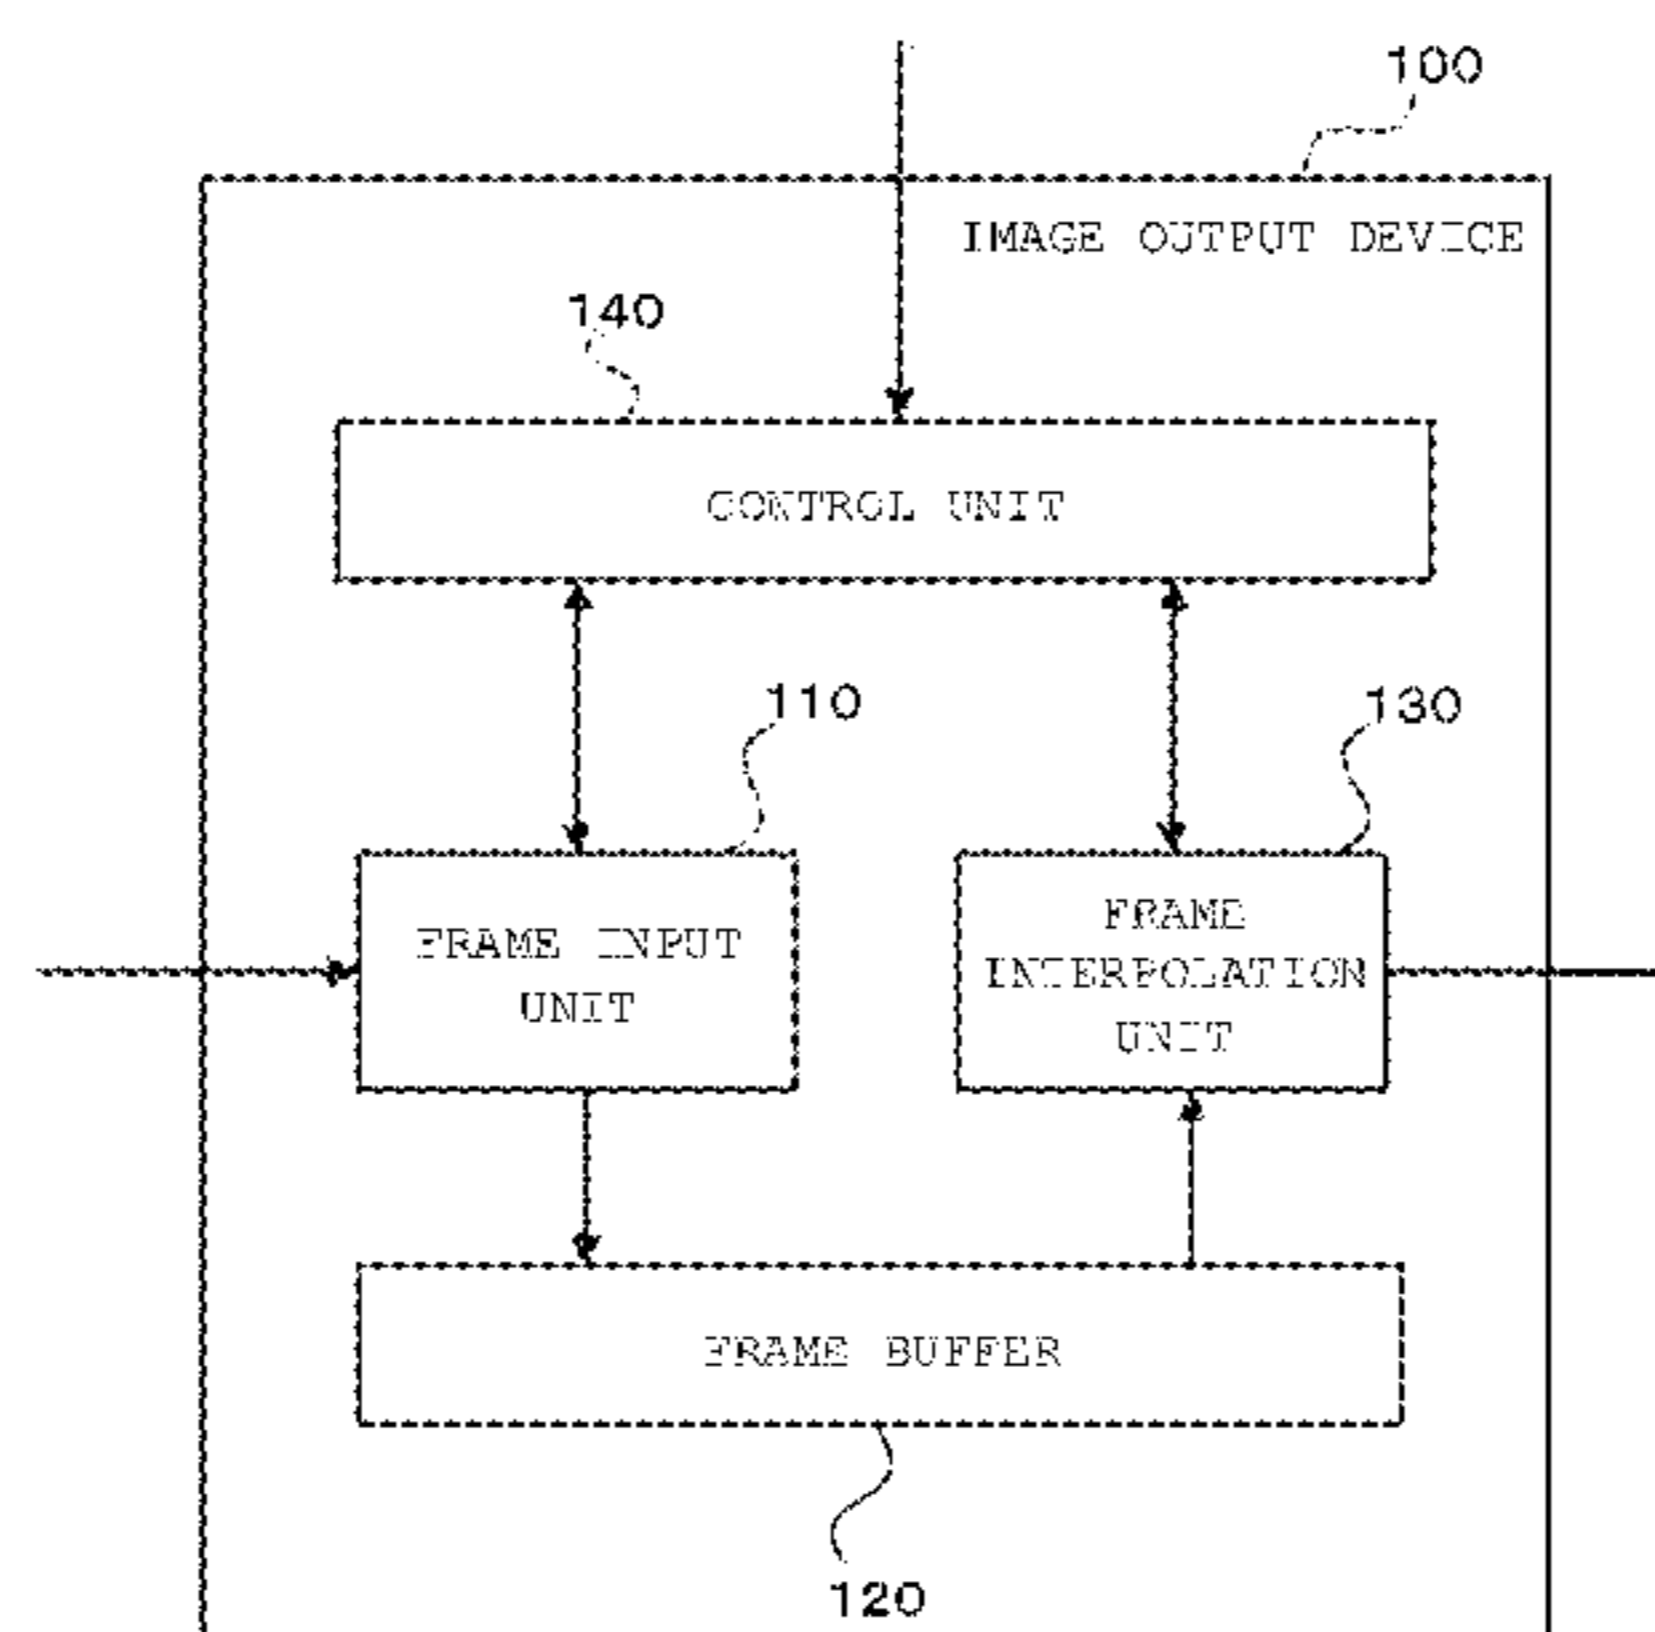 100
IMAGE OUTPUT DEVICE
140
CONTROL UNIT
110
130
FRAME INPUT
UNIT
FRAME
INTERPOLATION
UNIT
FRAME BUFFER
120